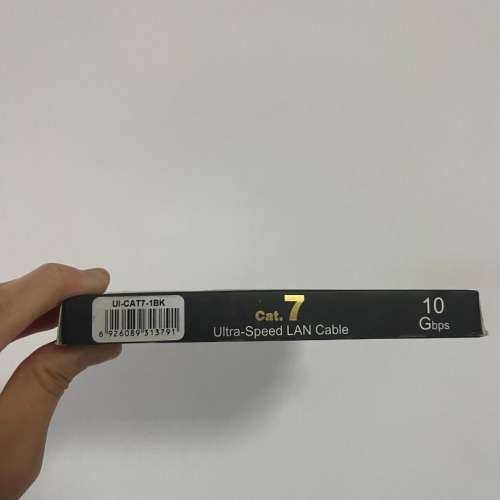 UI-CAT7-1BK
6 926089 313791
Cat. 7
Ultra-Speed LAN Cable
10
Gbps